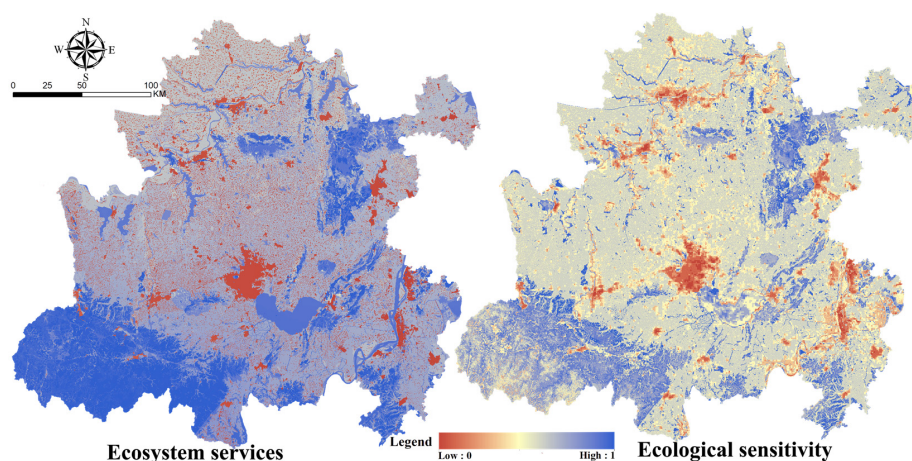 N
W E
S
0 25 50 100
KM
Legend
Low : 0 High : 1
Ecosystem services
Ecological sensitivity